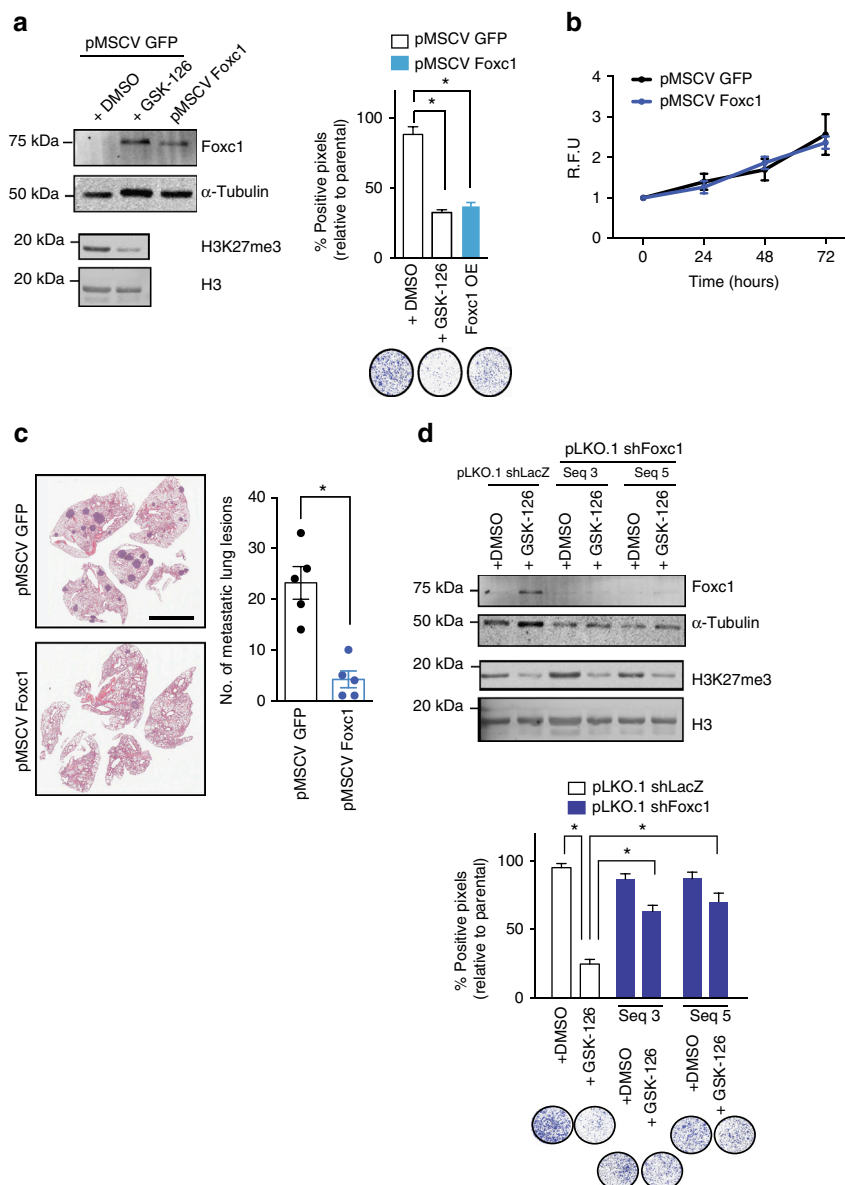 a
pMSCV GFP
+ DMSO
+ GSK-126
pMSCV Foxc1
75 kDa
Foxc1
50 kDa
α-Tubulin
20 kDa
H3K27me3
20 kDa
H3
pMSCV GFP
pMSCV Foxc1
*
*
100
50
0
% Positive pixels
(relative to parental)
+ DMSO
+ GSK-126
Foxc1 OE
b
pMSCV GFP
pMSCV Foxc1
4
3
2
1
0
R.F.U
0 24 48 72
Time (hours)
c
pMSCV GFP
pMSCV Foxc1
*
40
30
20
10
0
No. of metastatic lung lesions
pMSCV GFP
pMSCV Foxc1
d
pLKO.1 shFoxc1
pLKO.1 shLacZ Seq 3 Seq 5
+DMSO
+ GSK-126
+DMSO
+ GSK-126
+DMSO
+ GSK-126
75 kDa
Foxc1
50 kDa
α-Tubulin
20 kDa
H3K27me3
20 kDa
H3
pLKO.1 shLacZ
pLKO.1 shFoxc1
* *
*
100
50
0
% Positive pixels
(relative to parental)
Seq 3 Seq 5
+DMSO
+ GSK-126
+DMSO
+ GSK-126
+DMSO
+ GSK-126